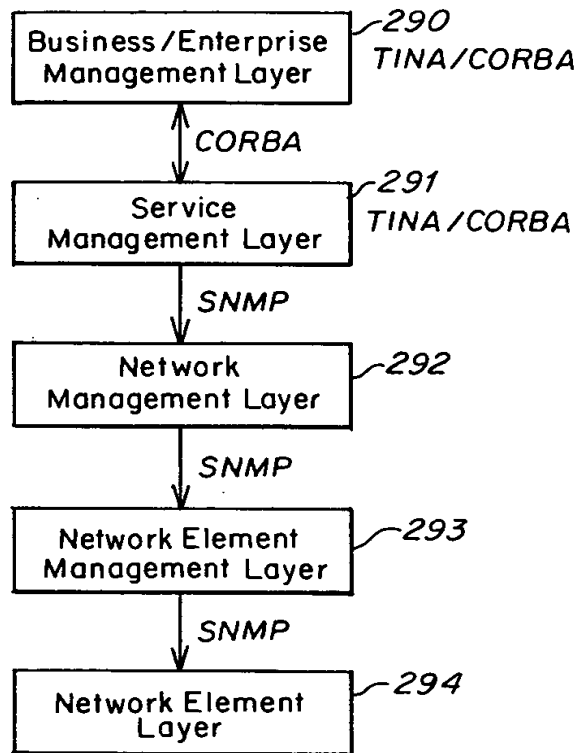 Business/Enterprise
Management Layer
290
TINA/CORBA
CORBA
Service
Management Layer
291
TINA/CORBA
SNMP
Network
Management Layer
292
SNMP
Network Element
Management Layer
293
SNMP
Network Element
Layer
294